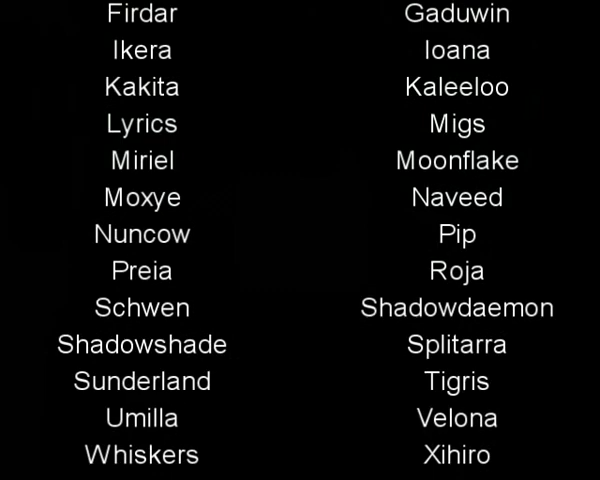 Firdar Gaduwin
Ikera Ioana
Kakita Kaleeloo
Lyrics Migs
Miriel Moonflake
Moxye Naveed
Nuncow Pip
Preia Roja
Schwen Shadowdaemon
Shadowshade Splitarra
Sunderland Tigris
Umilla Velona
Whiskers Xihiro